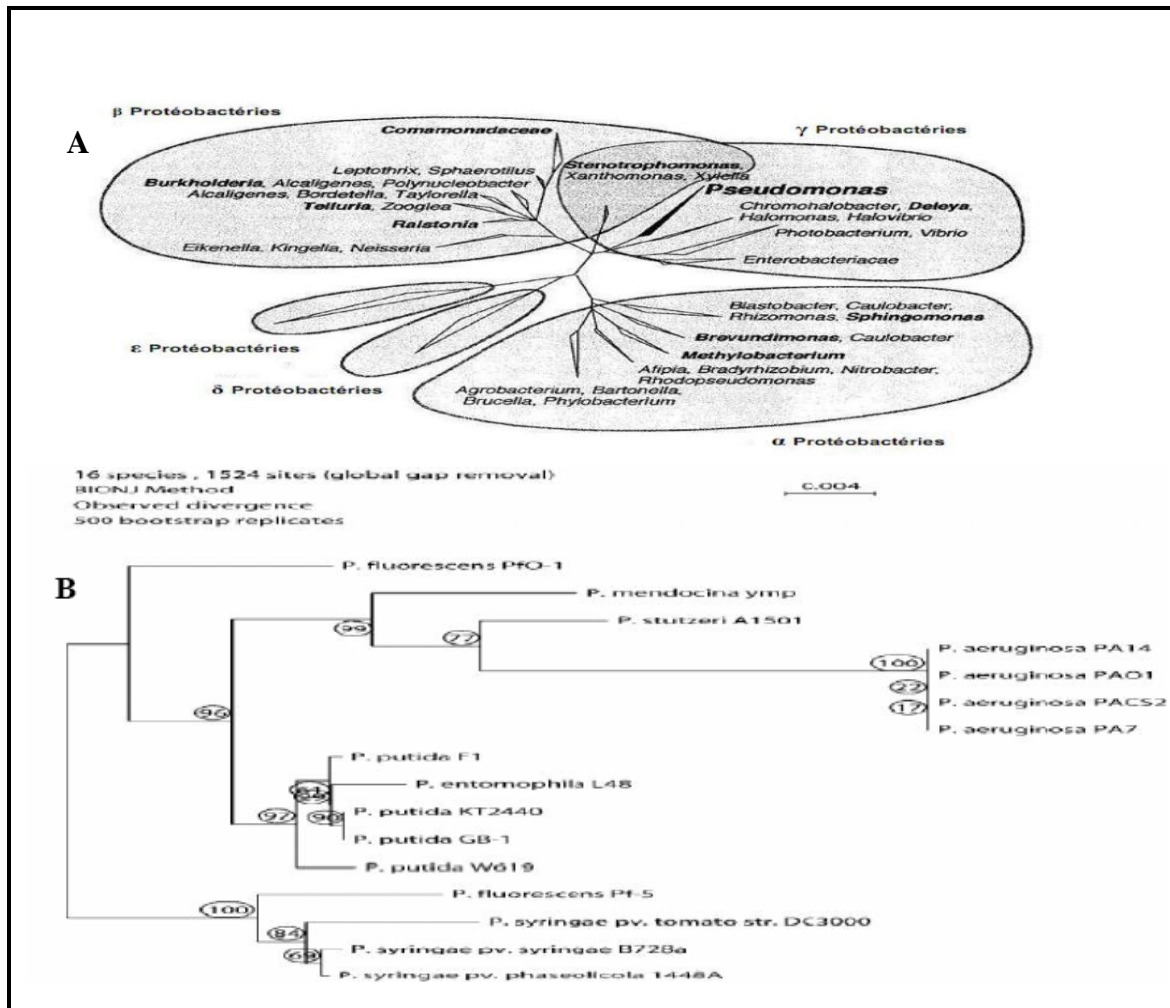 β Protéobactéries
A
γ Protéobactéries
Comamonadaceae
Stenotrophomonas,
Xanthomonas, Xylella
Leptothrix, Sphaerotilus
Burkholderia, Alcaligenes, Polynucleobacter
Alcaligenes, Bordetella, Taylorella
Telluria, Zooglea
Ralstonia
Eikenella, Kingella, Neisseria
Pseudomonas
Chromohalobacter, Deleya,
Halomonas, Halovibrio
Photobacterium, Vibrio
Enterobacteriacae
Blastobacter, Caulobacter,
Rhizomonas, Sphingomonas
Brevundimonas, Caulobacter
Methylobacterium
Afipia, Bradyrhizobium, Nitrobacter,
Rhodopseudomonas
Agrobacterium, Bartonella,
Brucella, Phylobacterium
ε Protéobactéries
δ Protéobactéries
α Protéobactéries
16 species, 1524 sites (global gap removal)
BIONJ Method
Observed divergence
500 bootstrap replicates
0.004
B
P. fluorescens PfO-1
P. mendocina ymp
99
P. stutzeri A1501
77
P. aeruginosa PA14
100
P. aeruginosa PAO1
22
P. aeruginosa PACS2
17
P. aeruginosa PA7
96
P. putida F1
P. entomophila L48
P. putida KT2440
90
P. putida GB-1
97
P. putida W619
P. fluorescens Pf-5
100
P. syringae pv. tomato str. DC3000
84
P. syringae pv. syringae B728a
69
P. syringae pv. phaseolicola 1448A